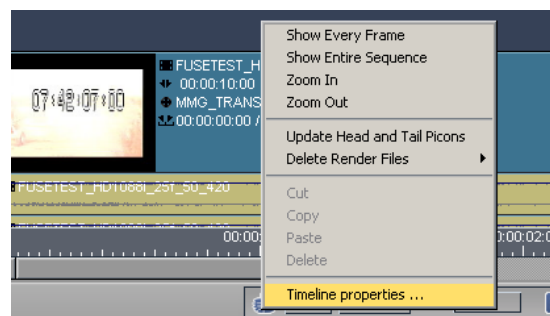 Show Every Frame
Show Entire Sequence
Zoom In
Zoom Out
Update Head and Tail Picons
Delete Render Files
Cut
Copy
Paste
Delete
Timeline properties ...
FUSETEST_H
00:00:10:00
MMG_TRANS
00:00:00:00 /
07:42:07:00
FUSETEST_HD1088I_25f_50_420
00:00:
0:00:02:0